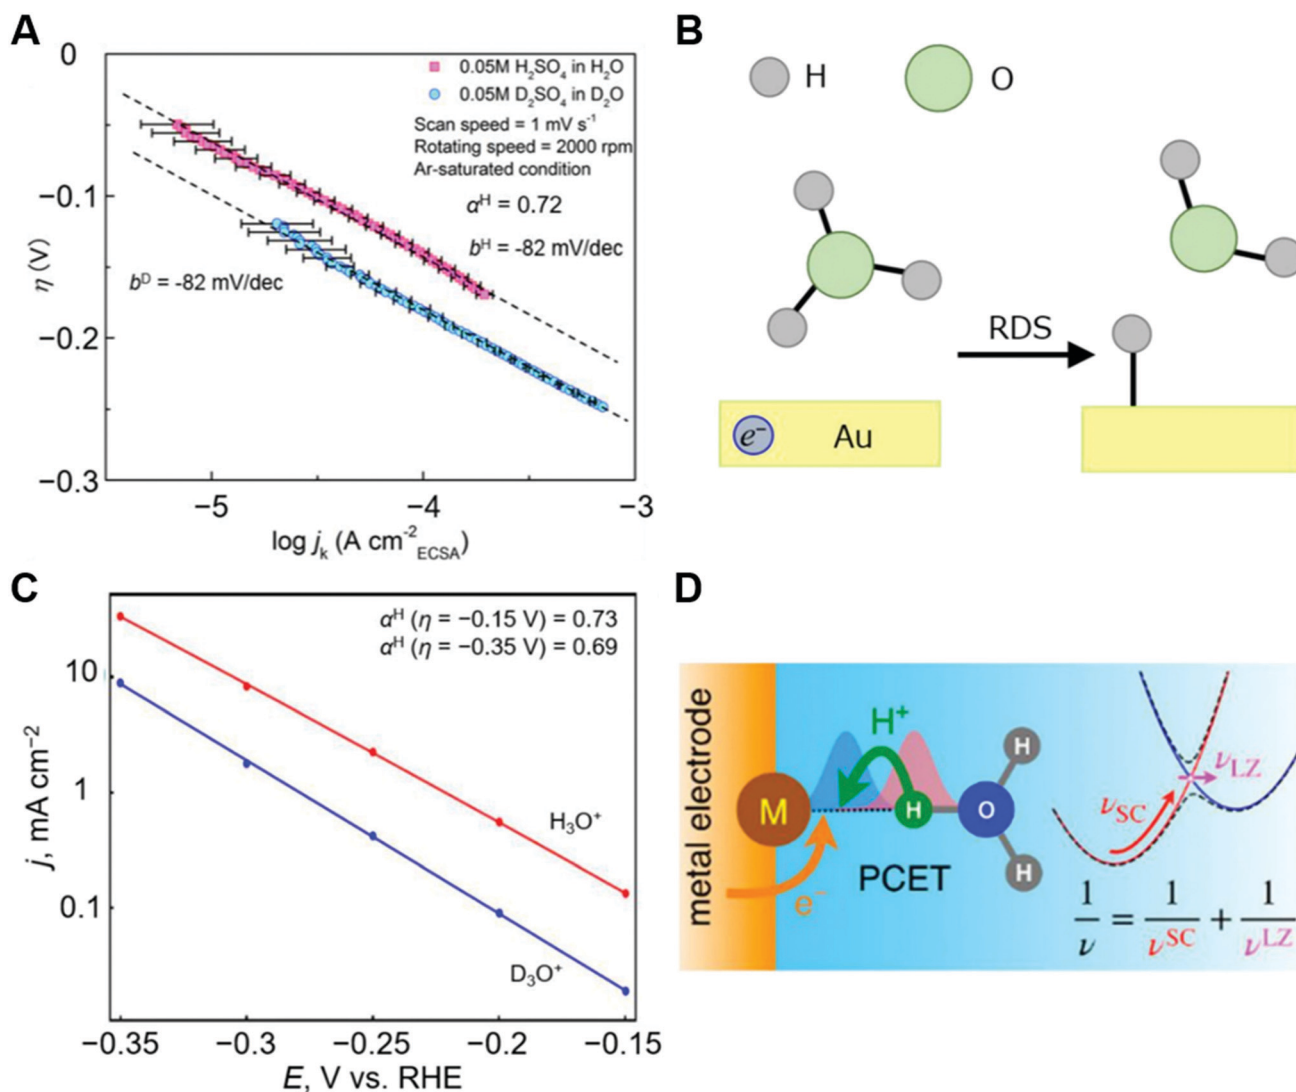 A
0
−0.1
−0.2
−0.3
η (V)
0.05M H₂SO₄ in H₂O
0.05M D₂SO₄ in D₂O
Scan speed = 1 mV s⁻¹
Rotating speed = 2000 rpm
Ar-saturated condition
αᴴ = 0.72
bᴴ = -82 mV/dec
bᴰ = -82 mV/dec
−5 −4 −3
log jₖ (A cm⁻²ECSA)
B
H O
RDS
e⁻ Au
C
αᴴ (η = −0.15 V) = 0.73
αᴴ (η = −0.35 V) = 0.69
10
1
0.1
j, mA cm⁻²
H₃O⁺
D₃O⁺
−0.35 −0.3 −0.25 −0.2 −0.15
E, V vs. RHE
D
metal electrode
H⁺
H
M H O
H
e⁻
PCET
νSC
νLZ
1/ν = 1/νSC + 1/νLZ